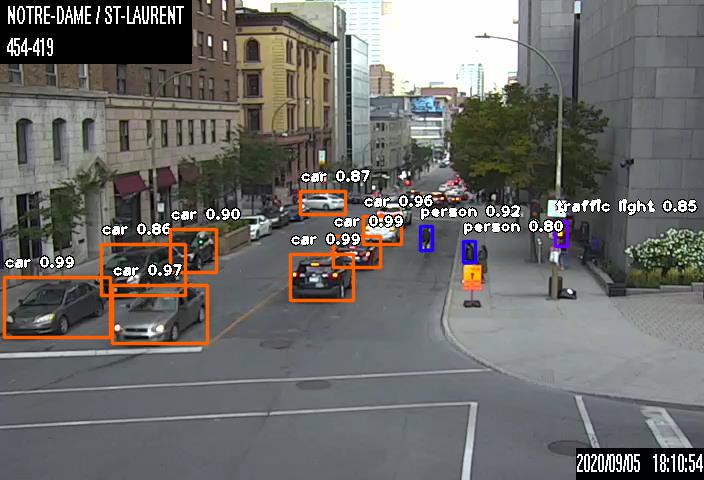 NOTRE-DAME / ST-LAURENT
454-419
car 0.87
car 0.96
car 0.90
person 0.92
traffic light 0.85
car 0.99
car 0.86
person 0.80
car 0.99
car 0.99
car 0.97
2020/09/05 18:10:54